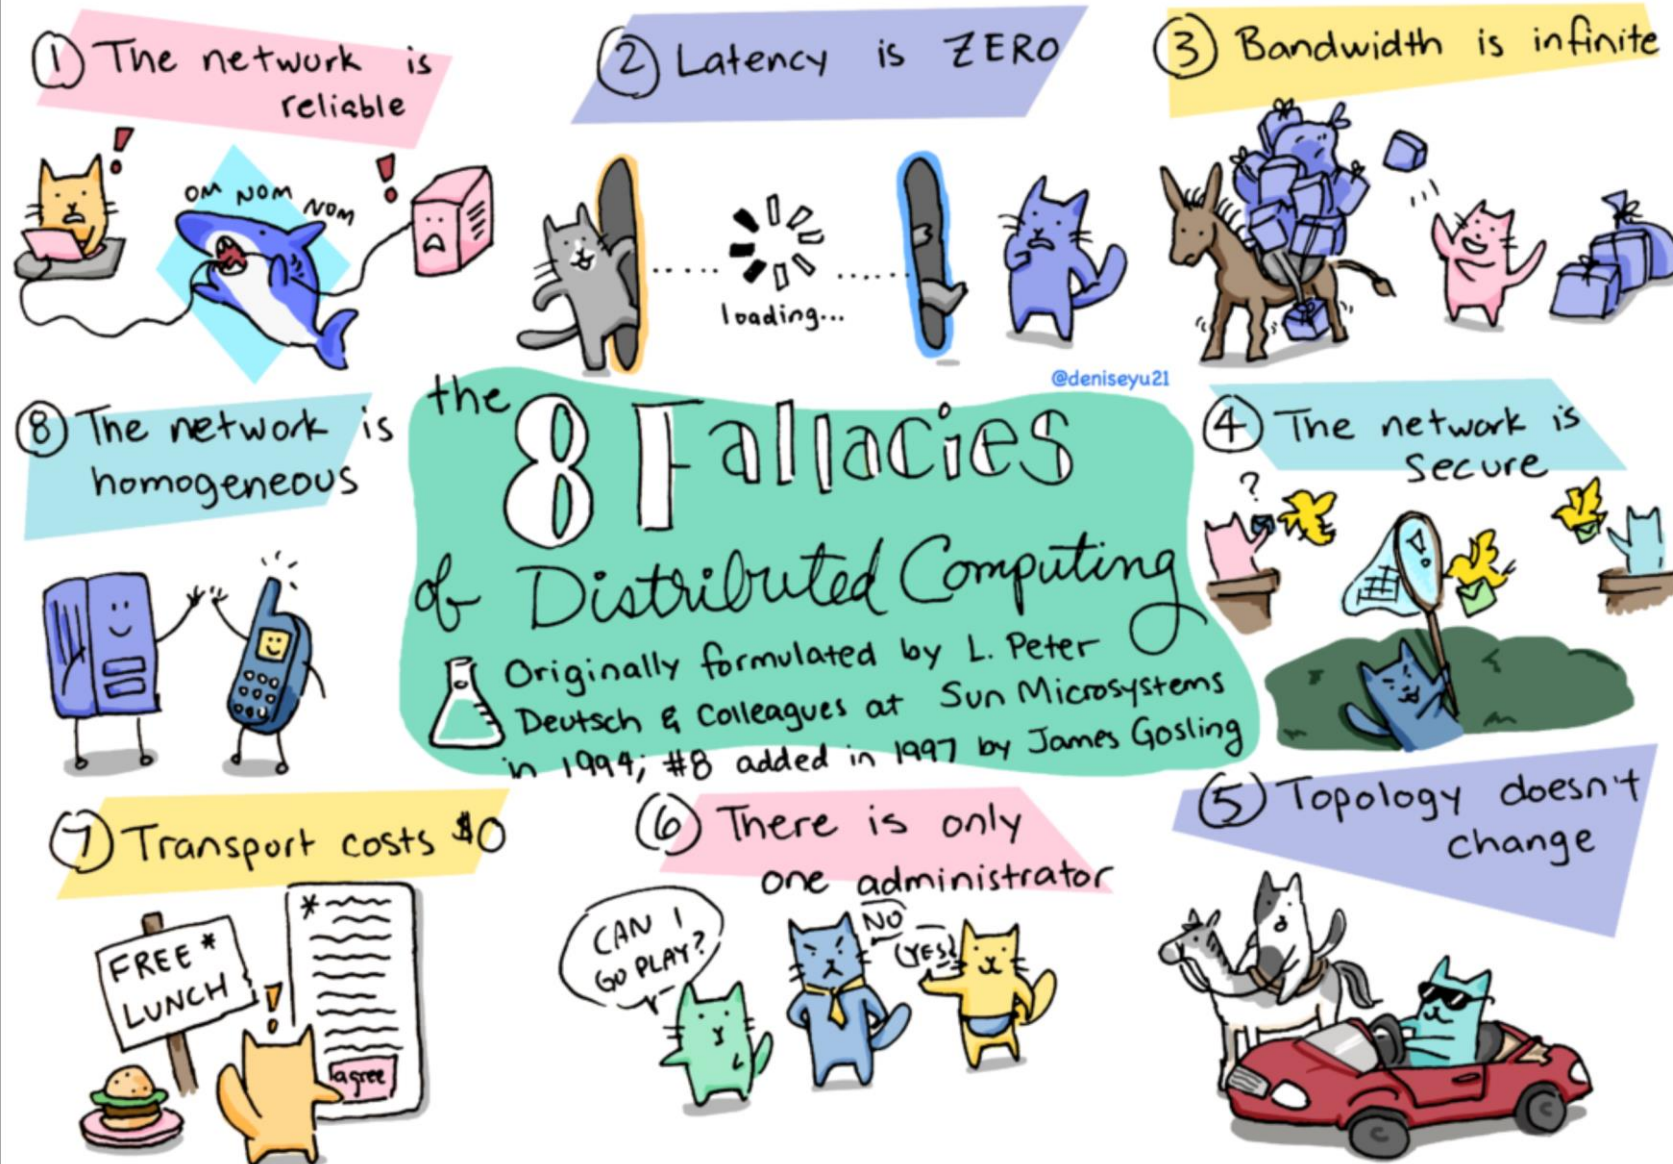 ① The network is
reliable
OM NOM NOM
! !
② Latency is ZERO
loading...
③ Bandwidth is infinite
@deniseyu21
the
8 Fallacies
of Distributed Computing
Originally formulated by L. Peter
Deutsch & Colleagues at Sun Microsystems
in 1994; #8 added in 1997 by James Gosling
④ The network is
secure
?
!
⑤ Topology doesn't
change
⑥ There is only
one administrator
CAN I
GO PLAY?
NO
YES!
⑦ Transport costs $0
FREE*
LUNCH
!
*
agree
⑧ The network is
homogeneous